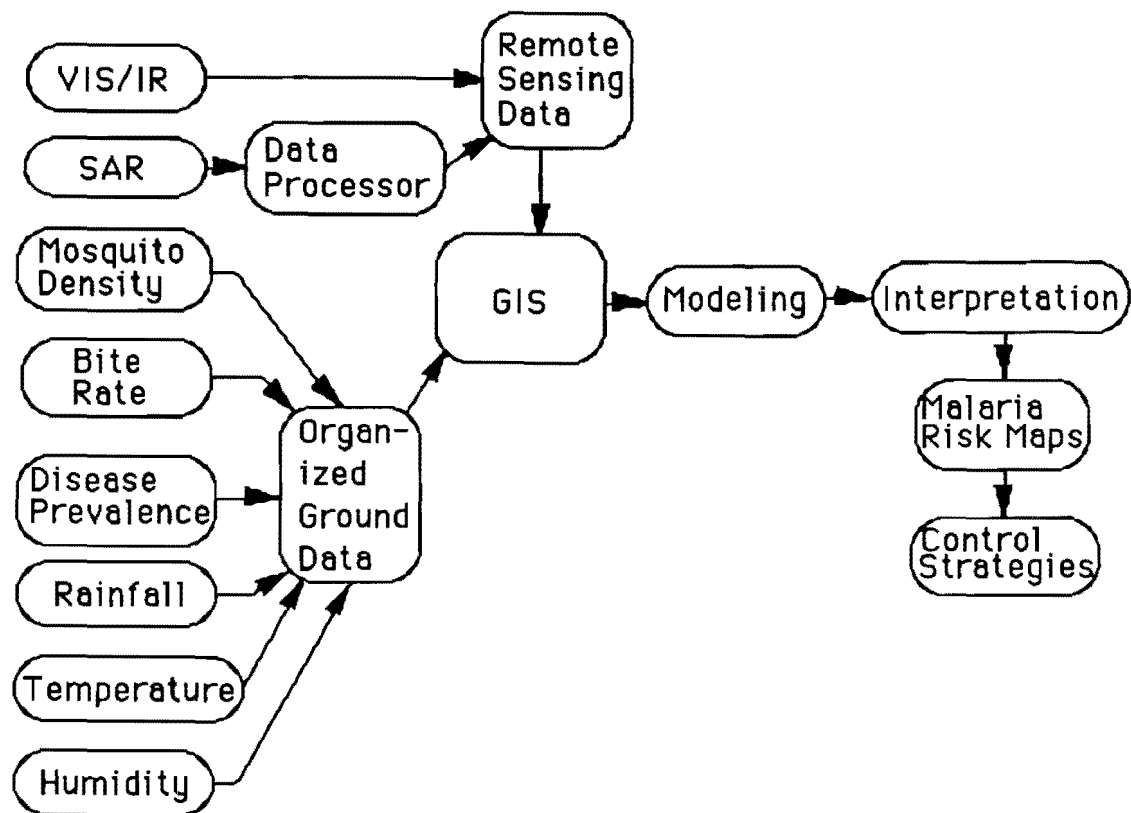 VIS/IR
Remote
Sensing
Data
SAR
Data
Processor
Mosquito
Density
Bite
Rate
Disease
Prevalence
Rainfall
Temperature
Humidity
Organ-
ized
Ground
Data
GIS
Modeling
Interpretation
Malaria
Risk Maps
Control
Strategies